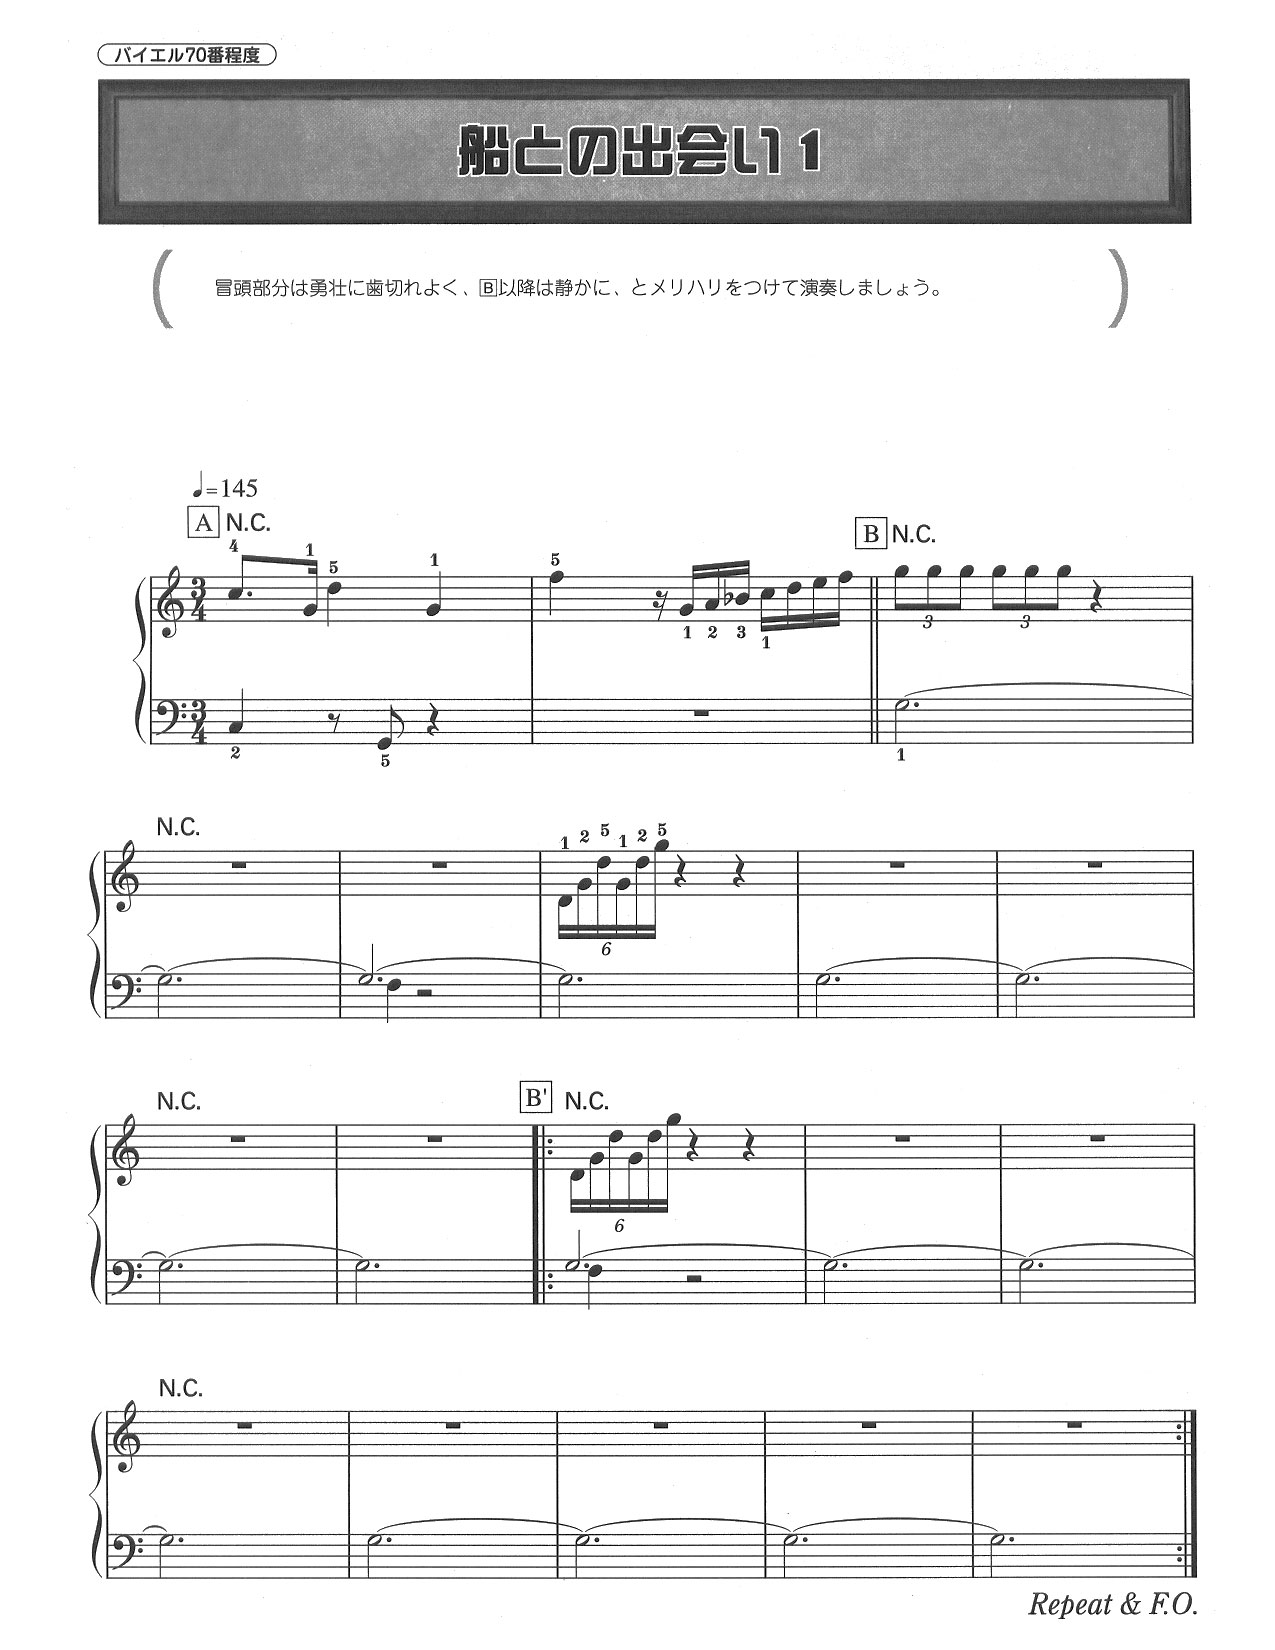 バイエル70番程度
船との出会い1
冒頭部分は勇壮に歯切れよく、B以降は静かに、とメリハリをつけて演奏しましょう。
♩=145
A N.C.
B N.C.
4 1 5 1 5
1 2 3 1
3 3
3 4
3 4
2 5 1
N.C.
1 2 5 1 2 5
6
N.C.
B' N.C.
6
N.C.
Repeat & F.O.